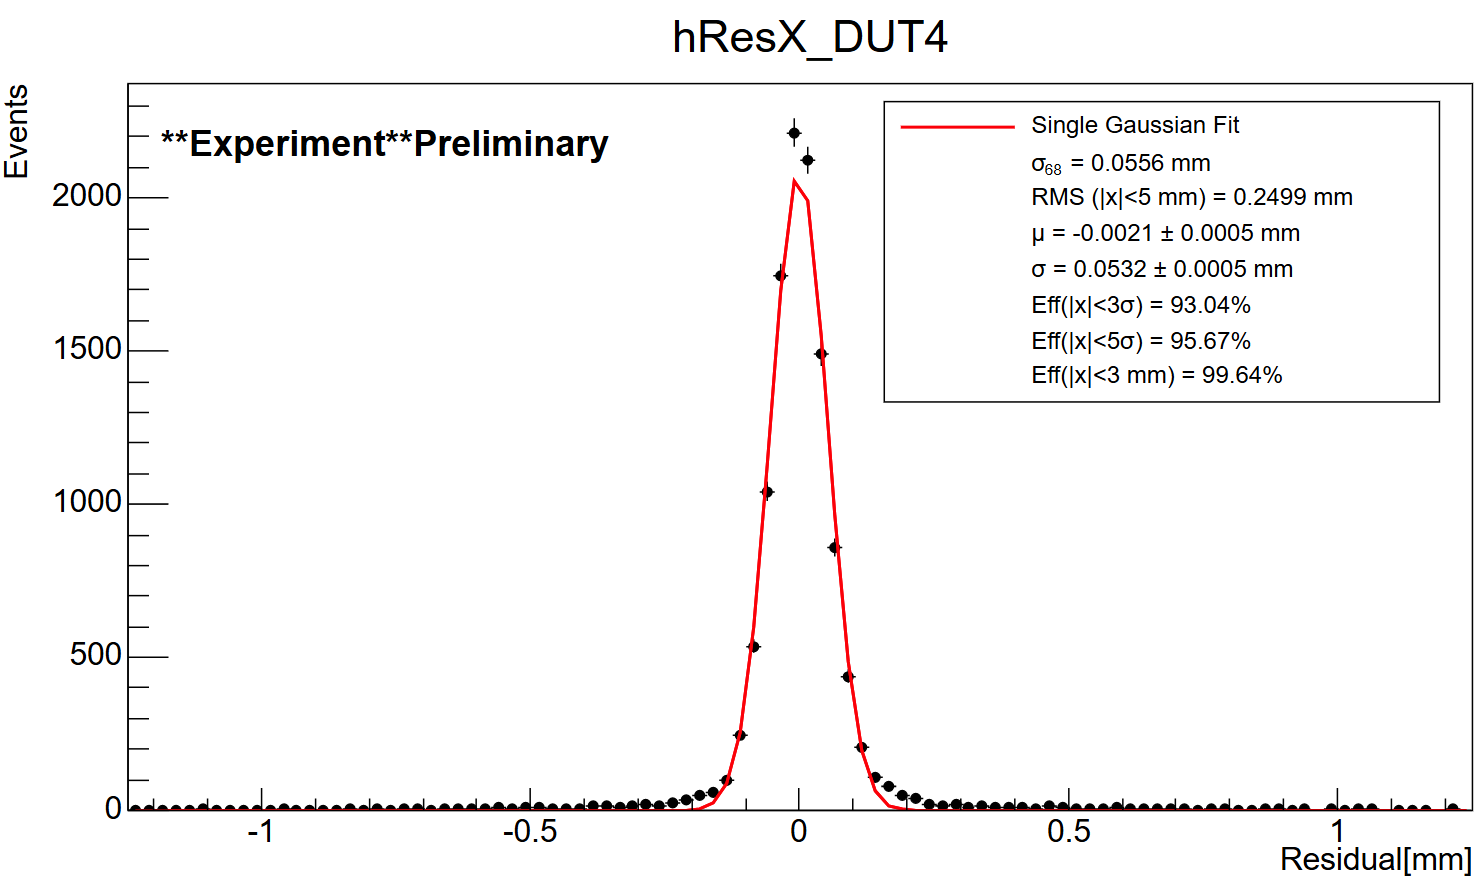 hResX_DUT4
Events
**Experiment**Preliminary
Single Gaussian Fit
σ68 = 0.0556 mm
RMS (|x|<5 mm) = 0.2499 mm
μ = -0.0021 ± 0.0005 mm
σ = 0.0532 ± 0.0005 mm
Eff(|x|<3σ) = 93.04%
Eff(|x|<5σ) = 95.67%
Eff(|x|<3 mm) = 99.64%
2000
1500
1000
500
0
-1 -0.5 0 0.5 1
Residual[mm]